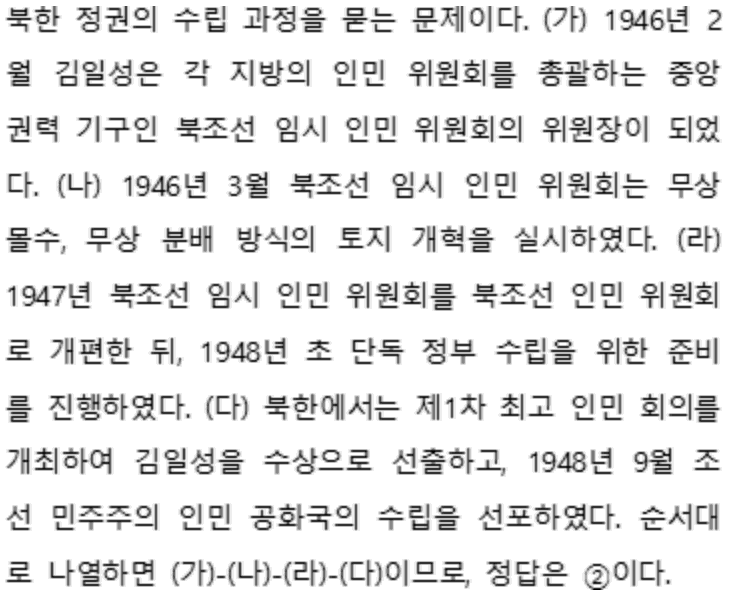 북한 정권의 수립 과정을 묻는 문제이다. (가) 1946년 2
월 김일성은 각 지방의 인민 위원회를 총괄하는 중앙
권력 기구인 북조선 임시 인민 위원회의 위원장이 되었
다. (나) 1946년 3월 북조선 임시 인민 위원회는 무상
몰수, 무상 분배 방식의 토지 개혁을 실시하였다. (라)
1947년 북조선 임시 인민 위원회를 북조선 인민 위원회
로 개편한 뒤, 1948년 초 단독 정부 수립을 위한 준비
를 진행하였다. (다) 북한에서는 제1차 최고 인민 회의를
개최하여 김일성을 수상으로 선출하고, 1948년 9월 조
선 민주주의 인민 공화국의 수립을 선포하였다. 순서대
로 나열하면 (가)-(나)-(라)-(다)이므로, 정답은 ②이다.